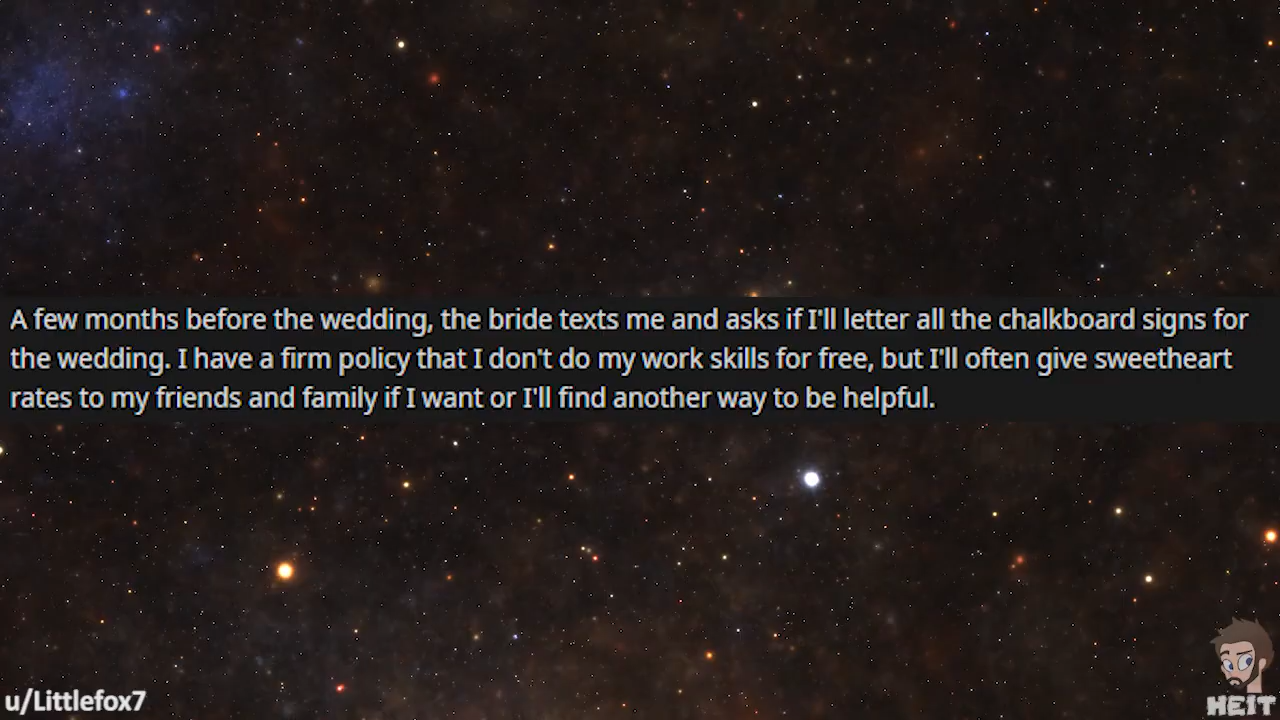 A few months before the wedding, the bride texts me and asks if I'll letter all the chalkboard signs for
the wedding. I have a firm policy that I don't do my work skills for free, but I'll often give sweetheart
rates to my friends and family if I want or I'll find another way to be helpful.
u/Littlefox7
HEIT